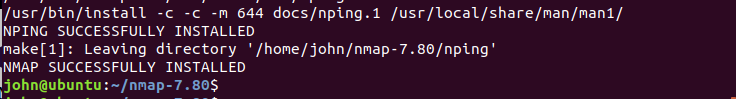 /usr/bin/install -c -c -m 644 docs/nping.1 /usr/local/share/man/man1/
NPING SUCCESSFULLY INSTALLED
make[1]: Leaving directory '/home/john/nmap-7.80/nping'
NMAP SUCCESSFULLY INSTALLED
john@ubuntu:~/nmap-7.80$